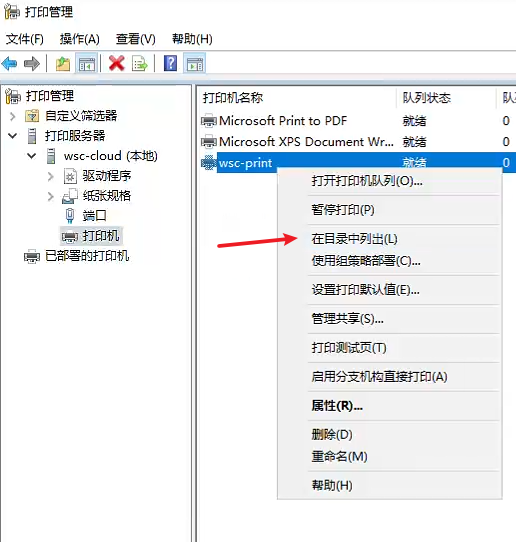 打印管理
文件(F) 操作(A) 查看(V) 帮助(H)
打印管理
自定义筛选器
打印服务器
wsc-cloud (本地)
驱动程序
纸张规格
端口
打印机
已部署的打印机
打印机名称 队列状态 队
Microsoft Print to PDF 就绪 0
Microsoft XPS Document Wr... 就绪 0
wsc-print 就绪 0
打开打印机队列(O)...
暂停打印(P)
在目录中列出(L)
使用组策略部署(C)...
设置打印默认值(E)...
管理共享(S)...
打印测试页(T)
启用分支机构直接打印(A)
属性(R)...
删除(D)
重命名(M)
帮助(H)